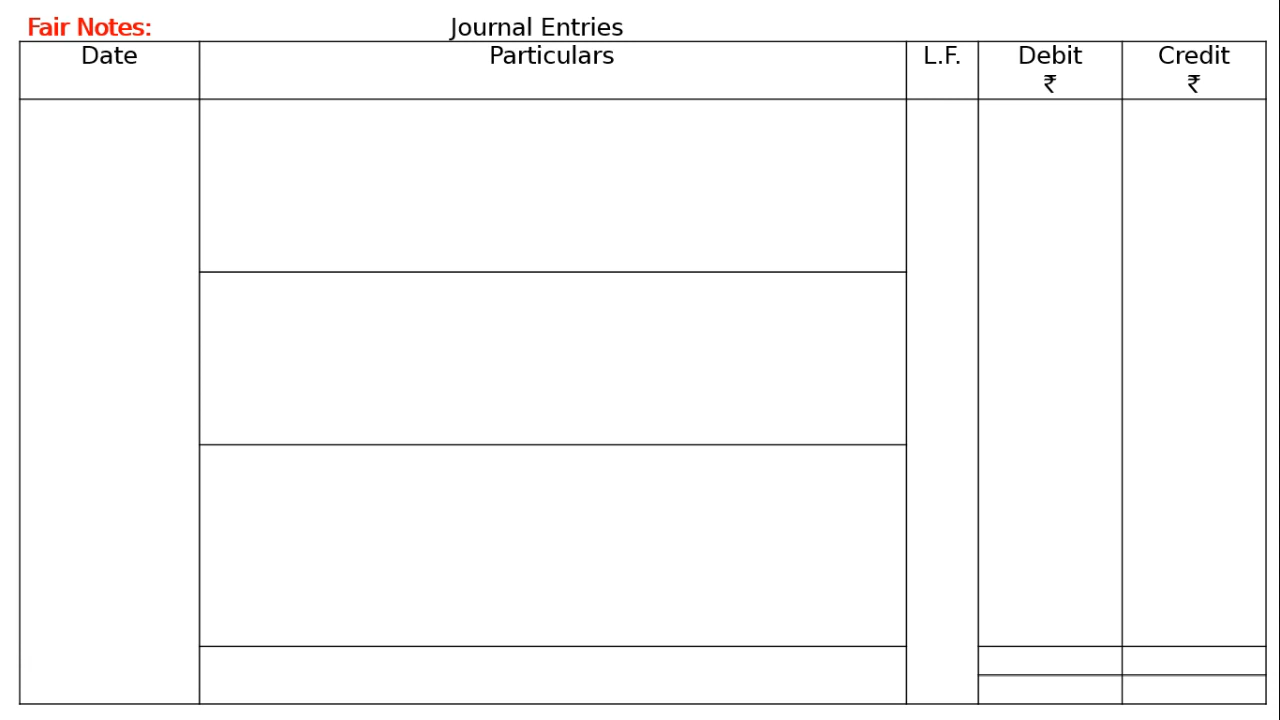 Fair Notes: Journal Entries
Date Particulars L.F. Debit Credit
₹ ₹